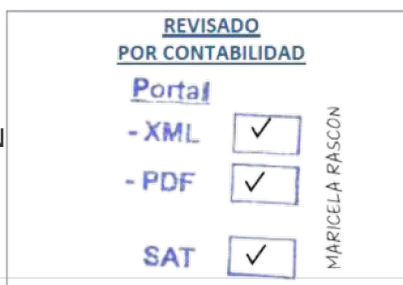 REVISADO
POR CONTABILIDAD
Portal
- XML ✓
- PDF ✓
SAT ✓
MARICELA RASCON
N